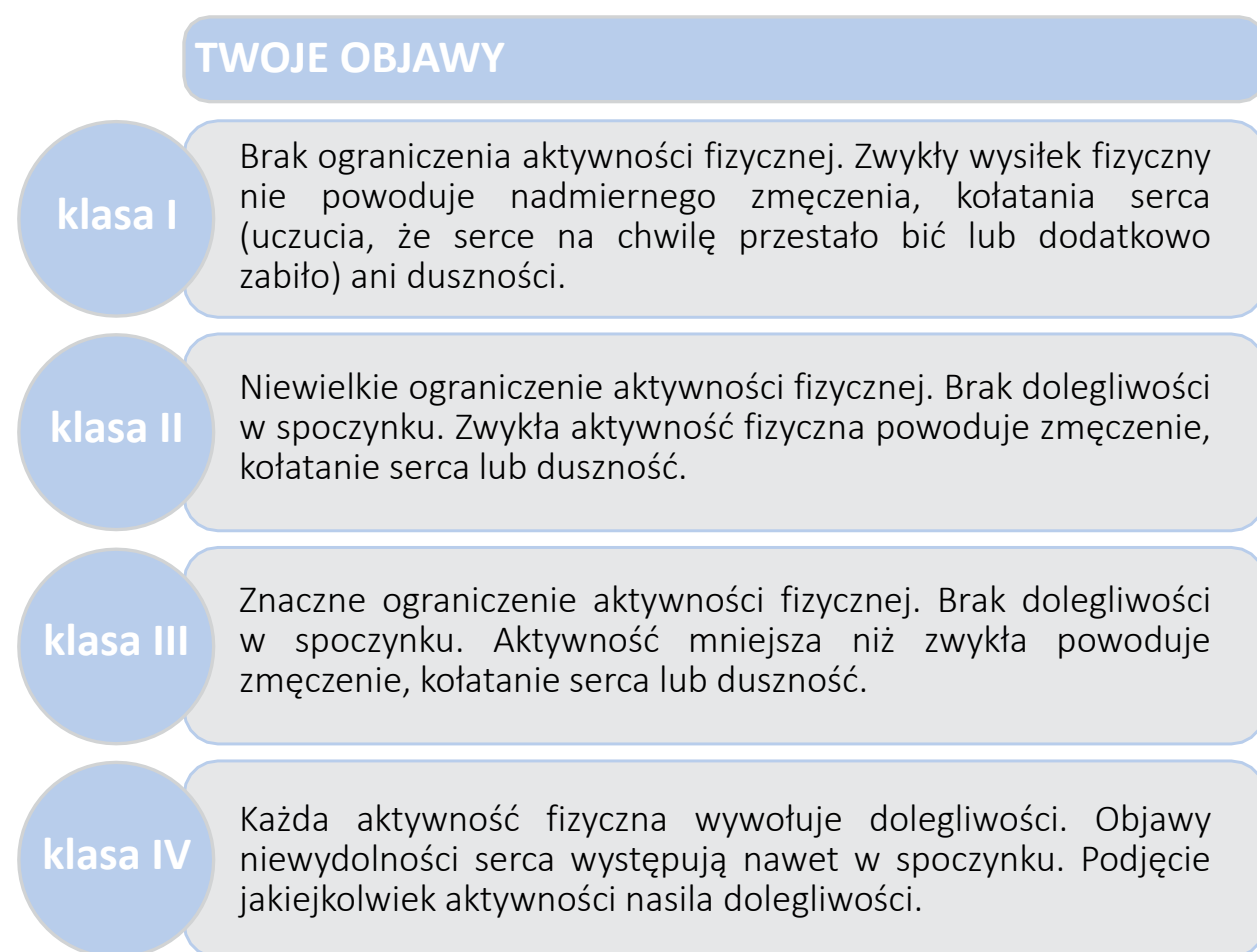 TWOJE OBJAWY
klasa I
Brak ograniczenia aktywności fizycznej. Zwykły wysiłek fizyczny
nie powoduje nadmiernego zmęczenia, kołatania serca
(uczucia, że serce na chwilę przestało bić lub dodatkowo
zabiło) ani duszności.
klasa II
Niewielkie ograniczenie aktywności fizycznej. Brak dolegliwości
w spoczynku. Zwykła aktywność fizyczna powoduje zmęczenie,
kołatanie serca lub duszność.
klasa III
Znaczne ograniczenie aktywności fizycznej. Brak dolegliwości
w spoczynku. Aktywność mniejsza niż zwykła powoduje
zmęczenie, kołatanie serca lub duszność.
klasa IV
Każda aktywność fizyczna wywołuje dolegliwości. Objawy
niewydolności serca występują nawet w spoczynku. Podjęcie
jakiejkolwiek aktywności nasila dolegliwości.